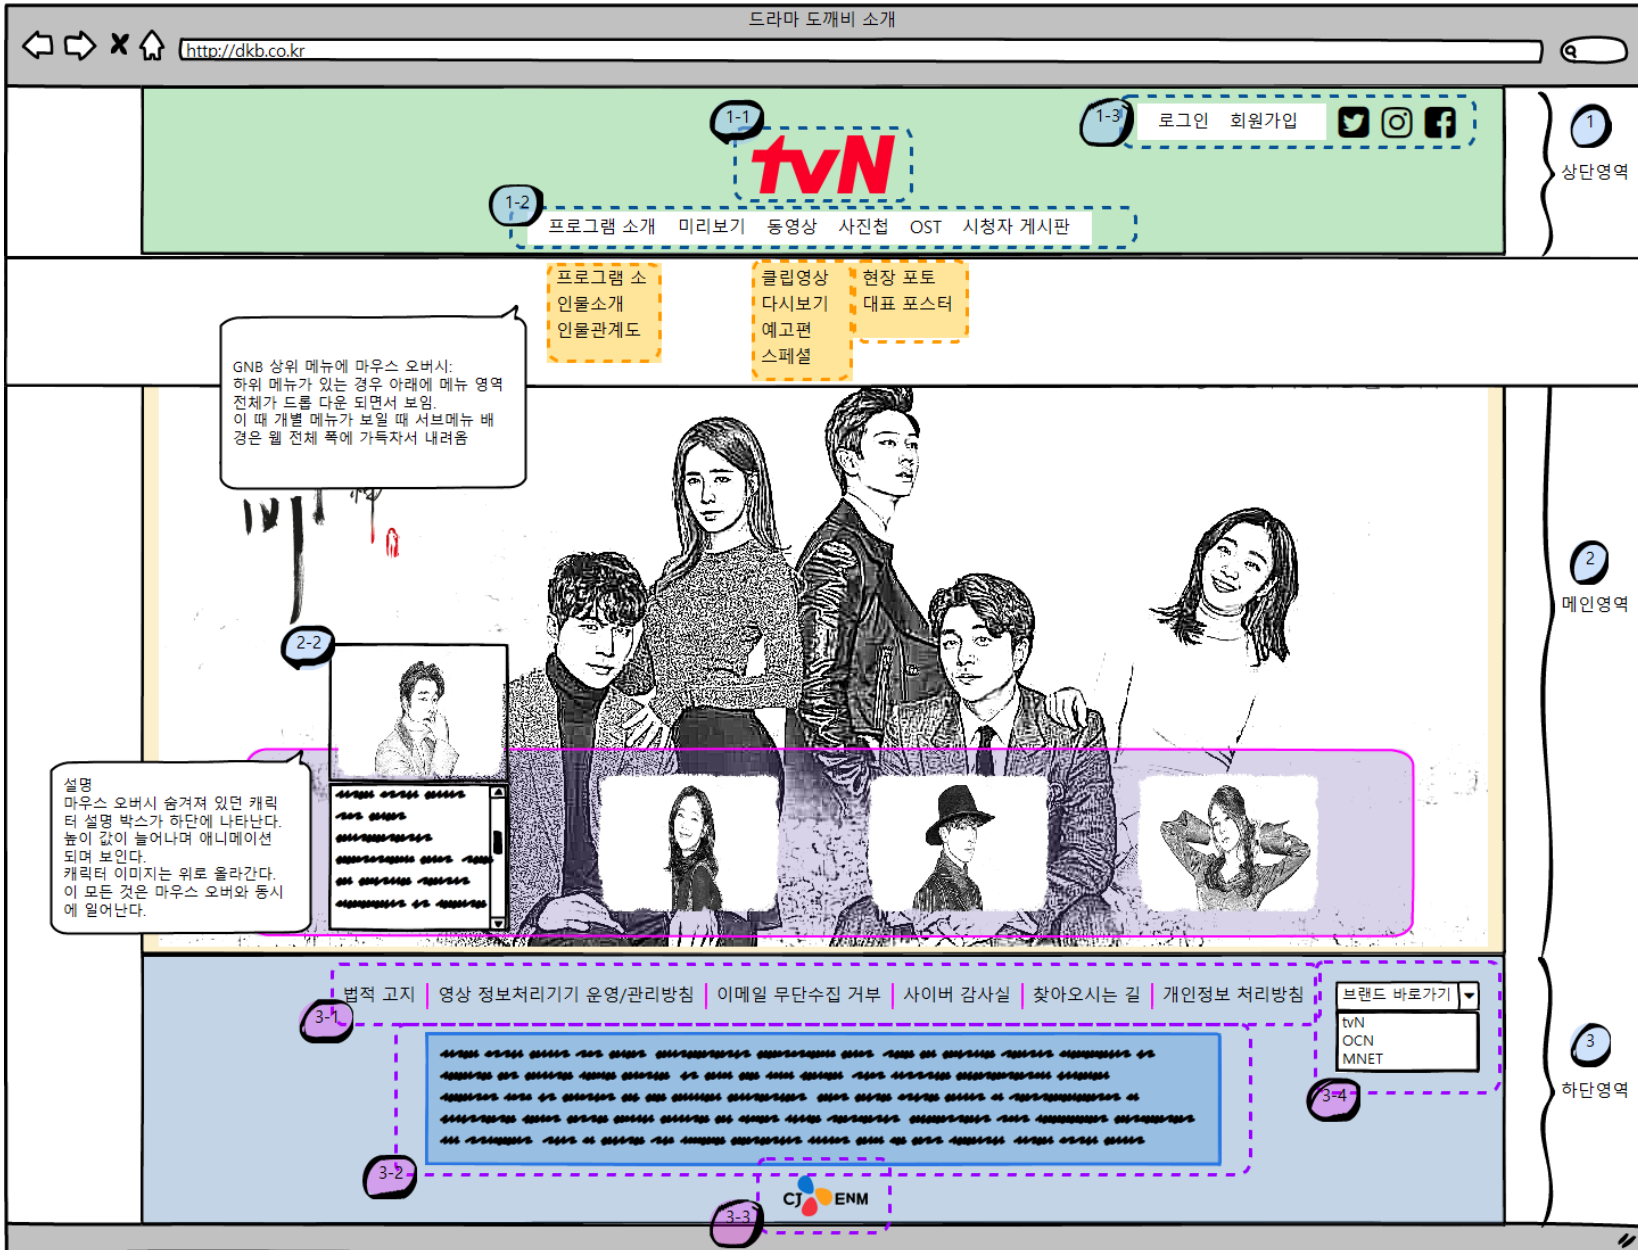 드라마 도깨비 소개
http://dkb.co.kr
1-1
1-3
로그인 회원가입
1
상단영역
tvN
1-2
프로그램 소개 미리보기 동영상 사진첩 OST 시청자 게시판
프로그램 소
인물소개
인물관계도
클립영상
다시보기
예고편
스페셜
현장 포토
대표 포스터
GNB 상위 메뉴에 마우스 오버시:
하위 메뉴가 있는 경우 아래에 메뉴 영역
전체가 드롭 다운 되면서 보임.
이 때 개별 메뉴가 보일 때 서브메뉴 배
경은 웹 전체 폭에 가득차서 내려옴
2
메인영역
2-2
설명
마우스 오버시 숨겨져 있던 캐릭
터 설명 박스가 하단에 나타난다.
높이 값이 늘어나며 애니메이션
되며 보인다.
캐릭터 이미지는 위로 올라간다.
이 모든 것은 마우스 오버와 동시
에 일어난다.
법적 고지 | 영상 정보처리기기 운영/관리방침 | 이메일 무단수집 거부 | 사이버 감사실 | 찾아오시는 길 | 개인정보 처리방침
3-1
브랜드 바로가기
tvN
OCN
MNET
3
하단영역
3-4
3-2
CJ ENM
3-3